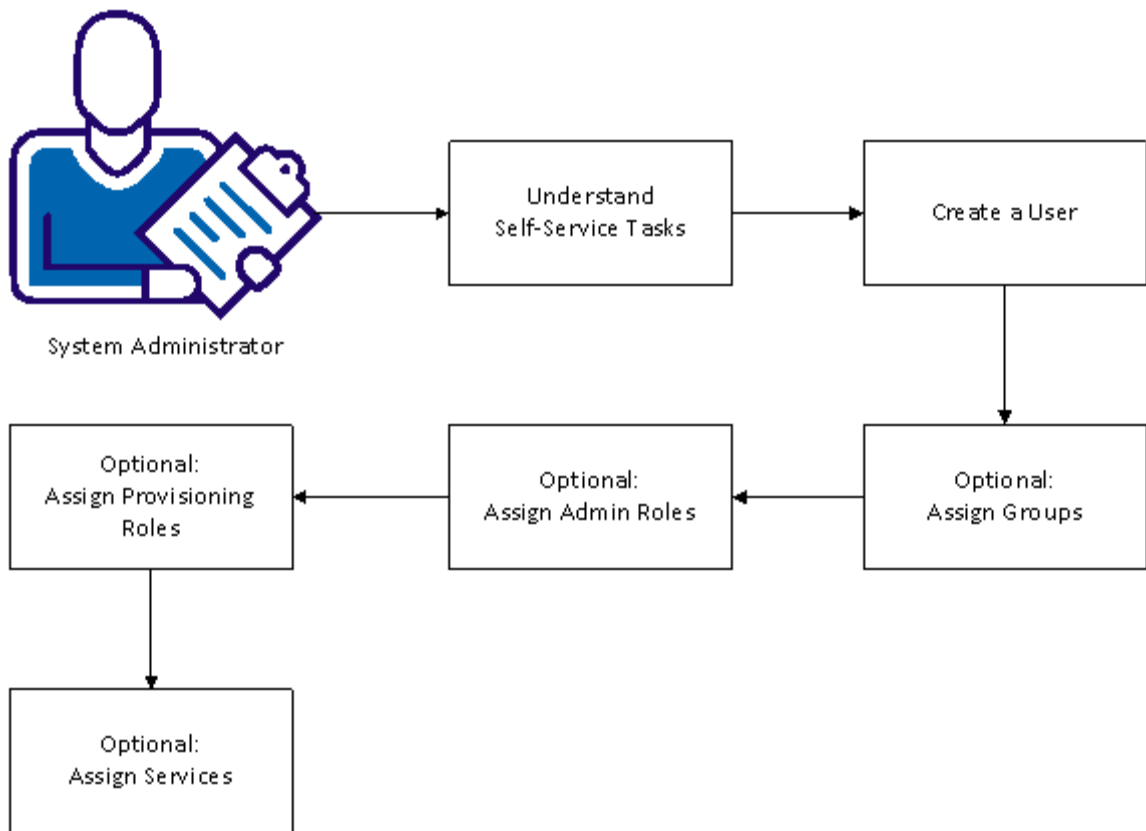 Understand
Self-Service Tasks
Create a User
System Administrator
Optional:
Assign Provisioning
Roles
Optional:
Assign Admin Roles
Optional:
Assign Groups
Optional:
Assign Services